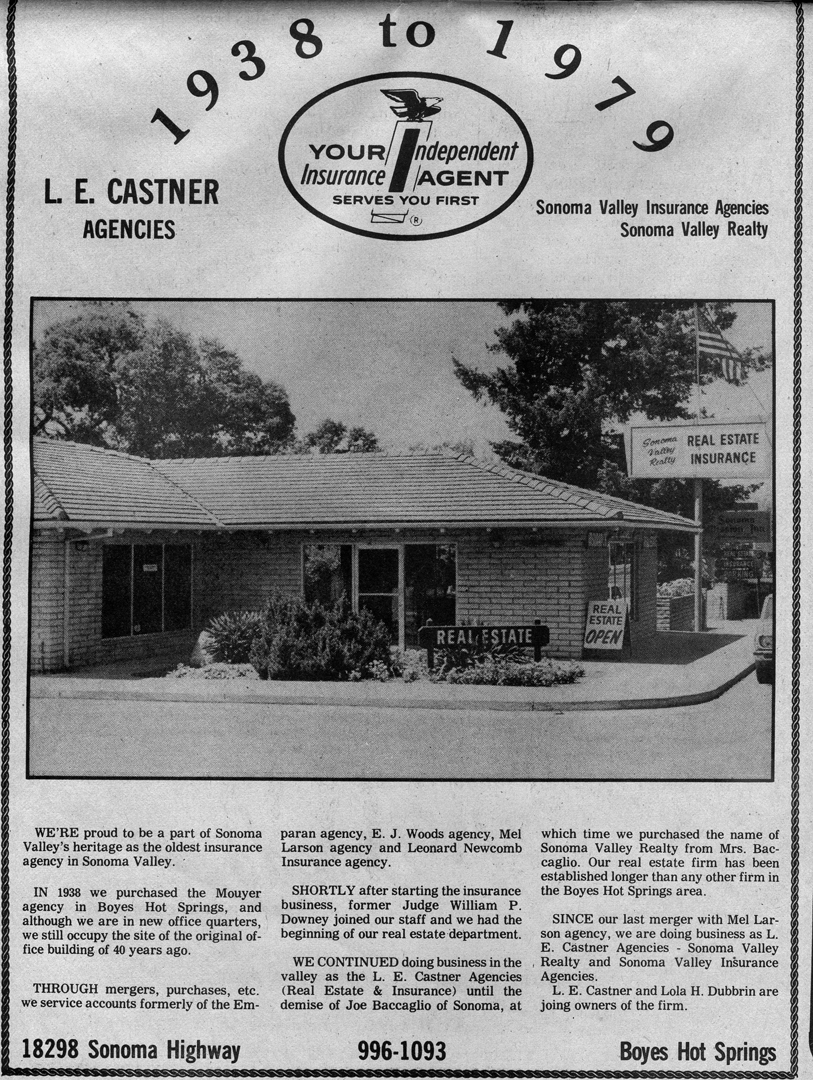 1938 to 1979
YOUR Independent
Insurance AGENT
SERVES YOU FIRST
®
L. E. CASTNER
AGENCIES
Sonoma Valley Insurance Agencies
Sonoma Valley Realty
Sonoma
Valley
Realty
REAL ESTATE
INSURANCE
REAL ESTATE
INSURANCE
REAL
ESTATE
OPEN
REAL ESTATE
WE'RE proud to be a part of Sonoma
Valley's heritage as the oldest insurance
agency in Sonoma Valley.
IN 1938 we purchased the Mouyer
agency in Boyes Hot Springs, and
although we are in new office quarters,
we still occupy the site of the original of-
fice building of 40 years ago.
THROUGH mergers, purchases, etc.
we service accounts formerly of the Em-
paran agency, E. J. Woods agency, Mel
Larson agency and Leonard Newcomb
Insurance agency.
SHORTLY after starting the insurance
business, former Judge William P.
Downey joined our staff and we had the
beginning of our real estate department.
WE CONTINUED doing business in the
valley as the L. E. Castner Agencies
(Real Estate & Insurance) until the
demise of Joe Baccaglio of Sonoma, at
which time we purchased the name of
Sonoma Valley Realty from Mrs. Bac-
caglio. Our real estate firm has been
established longer than any other firm in
the Boyes Hot Springs area.
SINCE our last merger with Mel Lar-
son agency, we are doing business as L.
E. Castner Agencies - Sonoma Valley
Realty and Sonoma Valley Insurance
Agencies.
L. E. Castner and Lola H. Dubbrin are
joing owners of the firm.
18298 Sonoma Highway
996-1093
Boyes Hot Springs